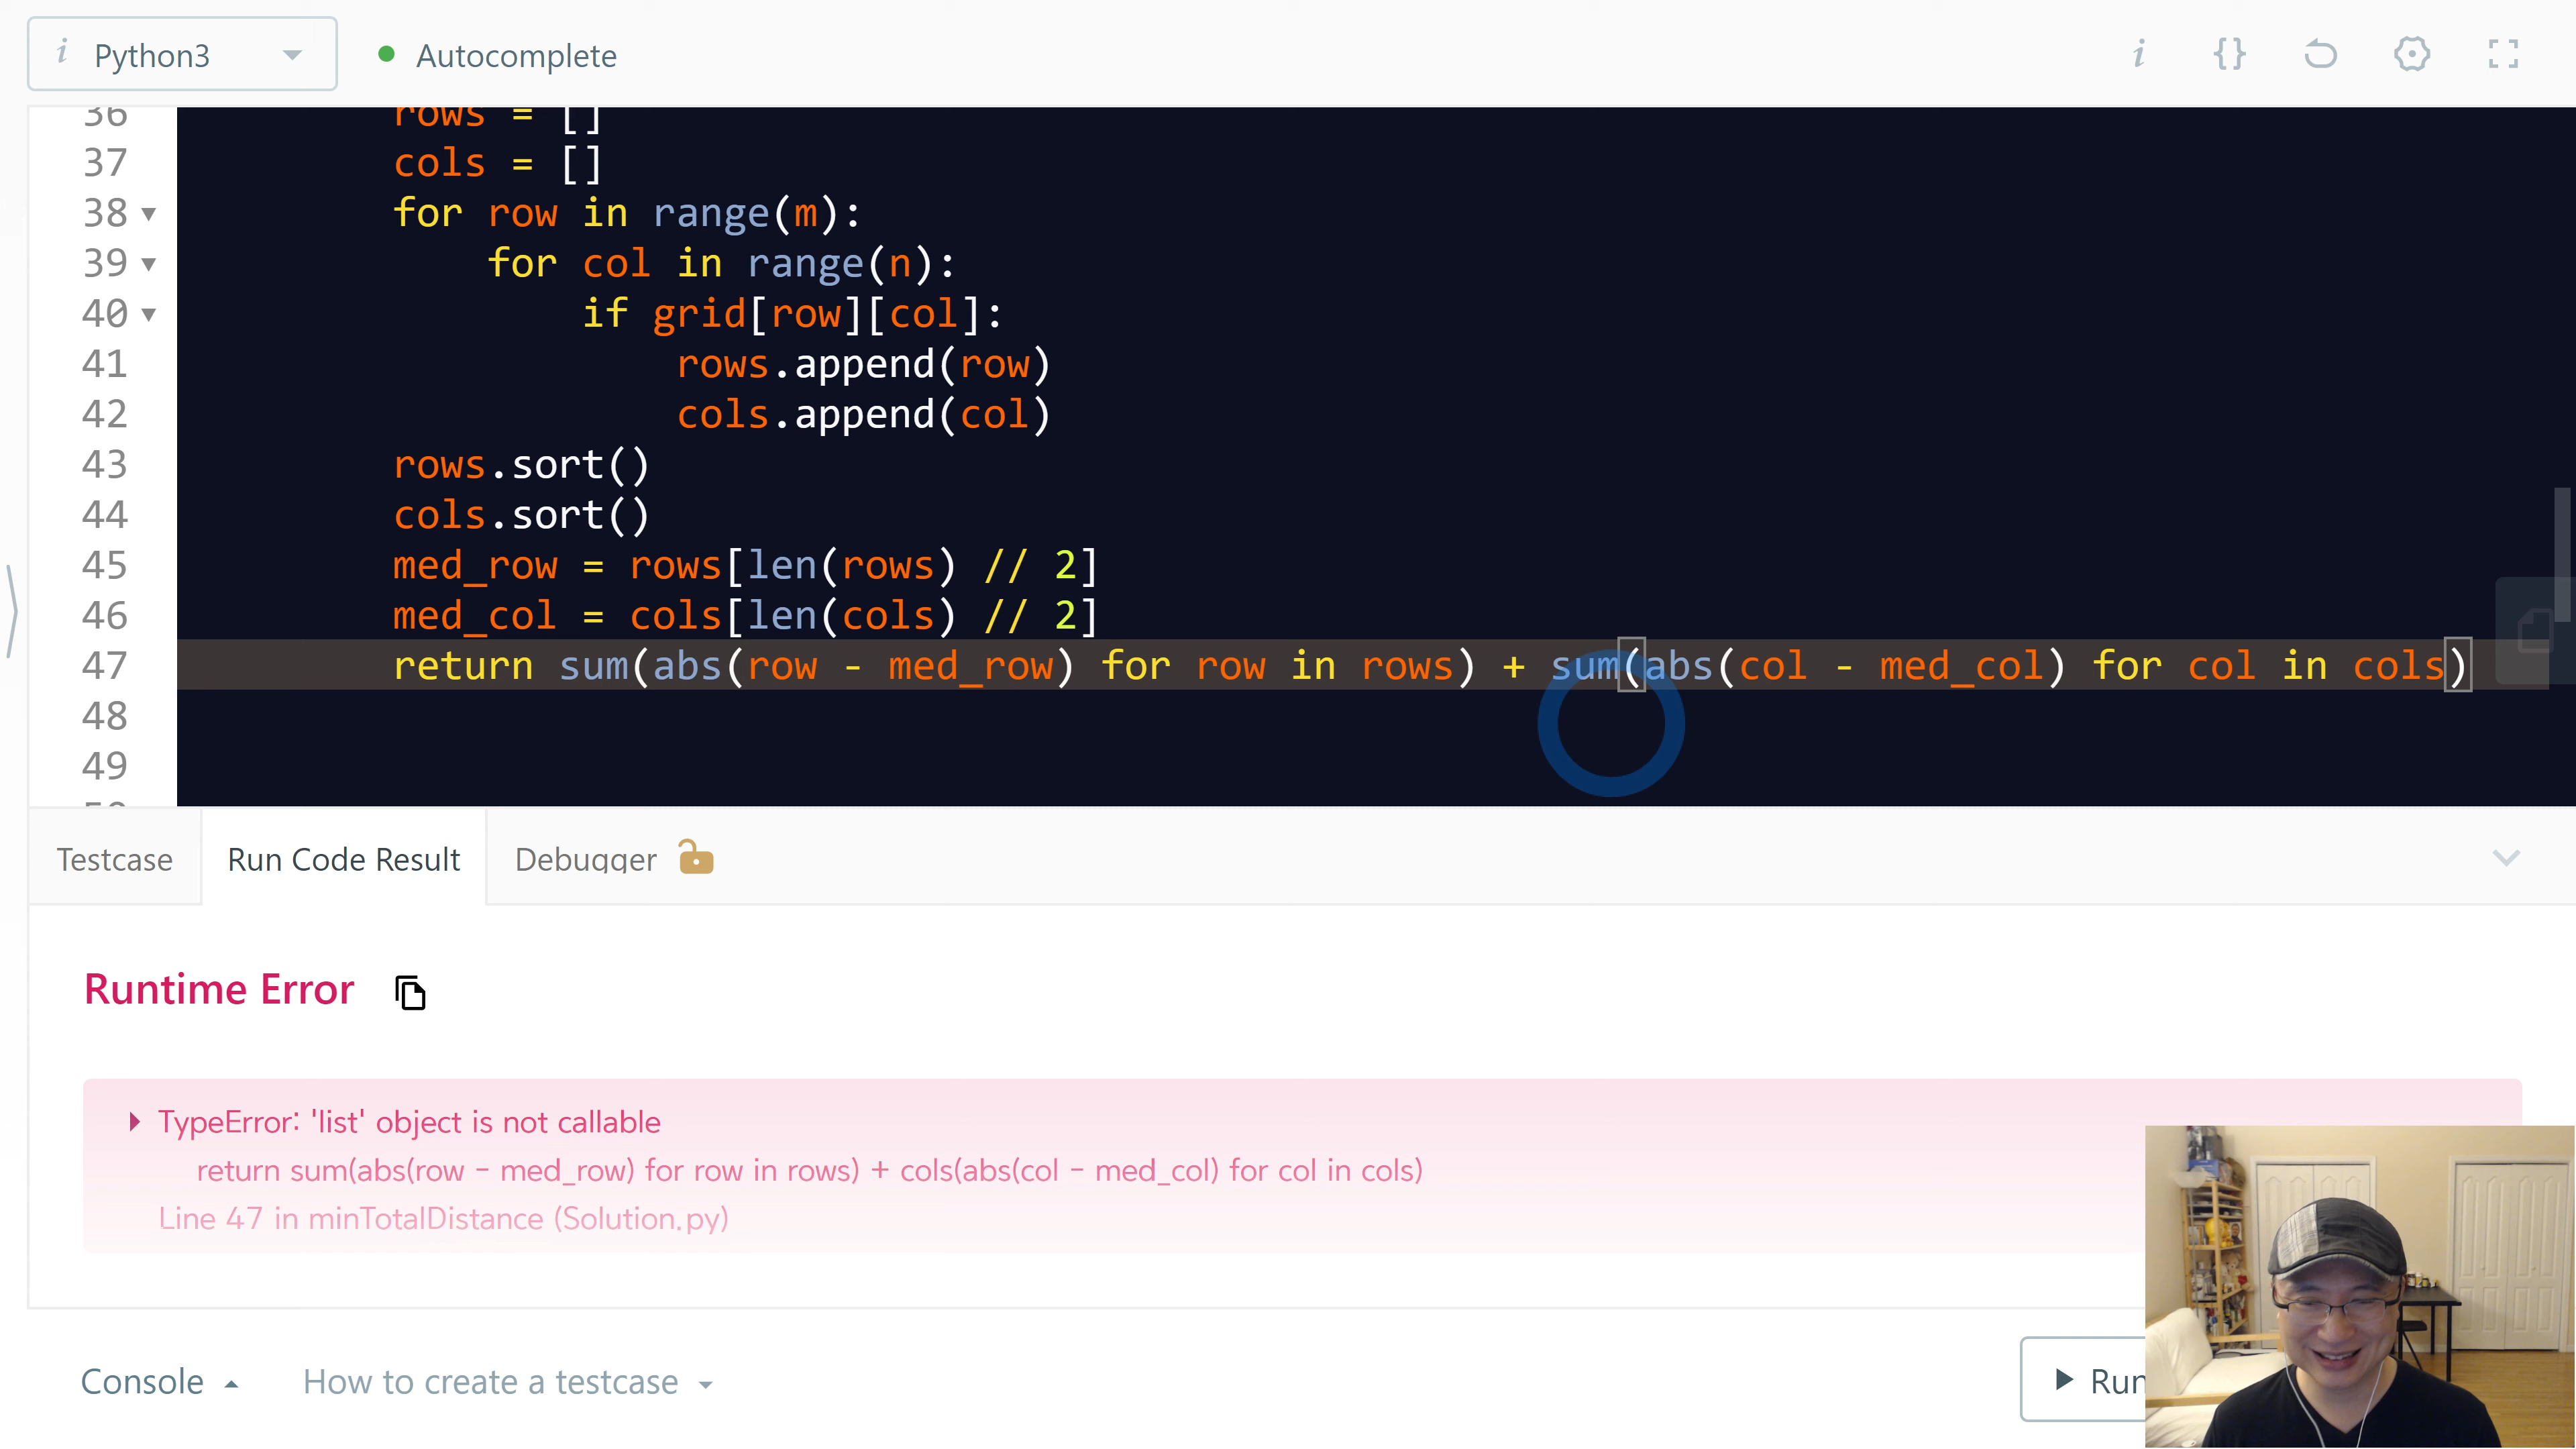 i Python3 Autocomplete i {}
36 rows = []
37 cols = []
38 for row in range(m):
39 for col in range(n):
40 if grid[row][col]:
41 rows.append(row)
42 cols.append(col)
43 rows.sort()
44 cols.sort()
45 med_row = rows[len(rows) // 2]
46 med_col = cols[len(cols) // 2]
47 return sum(abs(row - med_row) for row in rows) + sum(abs(col - med_col) for col in cols)
48
49
Testcase Run Code Result Debugger
Runtime Error
TypeError: 'list' object is not callable
return sum(abs(row - med_row) for row in rows) + cols(abs(col - med_col) for col in cols)
Line 47 in minTotalDistance (Solution.py)
Console How to create a testcase Run